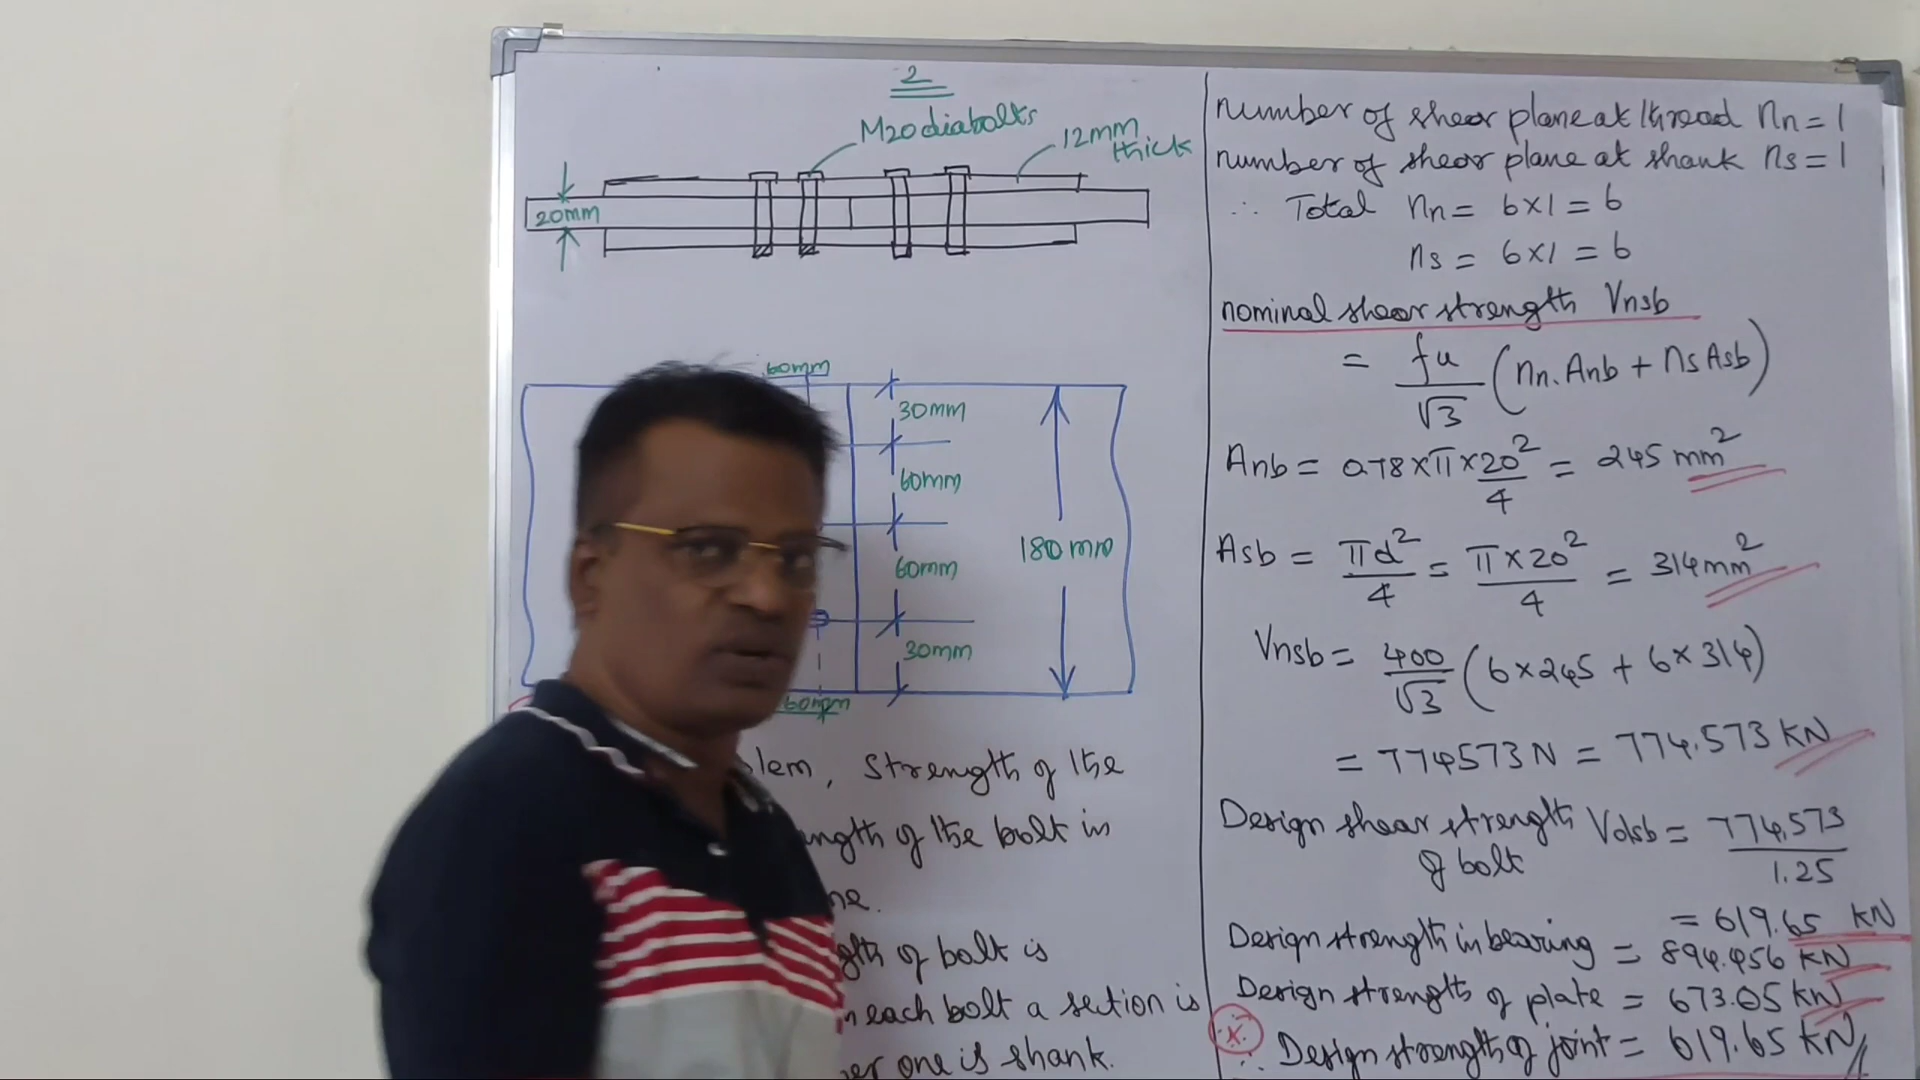 2
M20 dia bolts
12mm
thick
20mm
60mm
30mm
60mm
180mm
60mm
30mm
60mm
lem, Strength of the
ngth of the bolt in
ne.
gth of bolt is
n each bolt a section is
er one is shank.
number of shear plane at thread nn = 1
number of shear plane at shank ns = 1
∴ Total nn = 6×1 = 6
ns = 6×1 = 6
nominal shear strength Vnsb
= fu/√3 (nn.Anb + ns Asb)
Anb = 0.78×π×20²/4 = 245 mm²
Asb = πd²/4 = π×20²/4 = 314mm²
Vnsb = 400/√3 (6×245 + 6×314)
= 774573N = 774.573 KN
Design shear strength Vdsb = 774.573/1.25
of bolt
= 619.65 KN
Design strength in bearing = 894.456 KN
Design strength of plate = 673.05 KN
∴ Design strength of joint = 619.65 KN